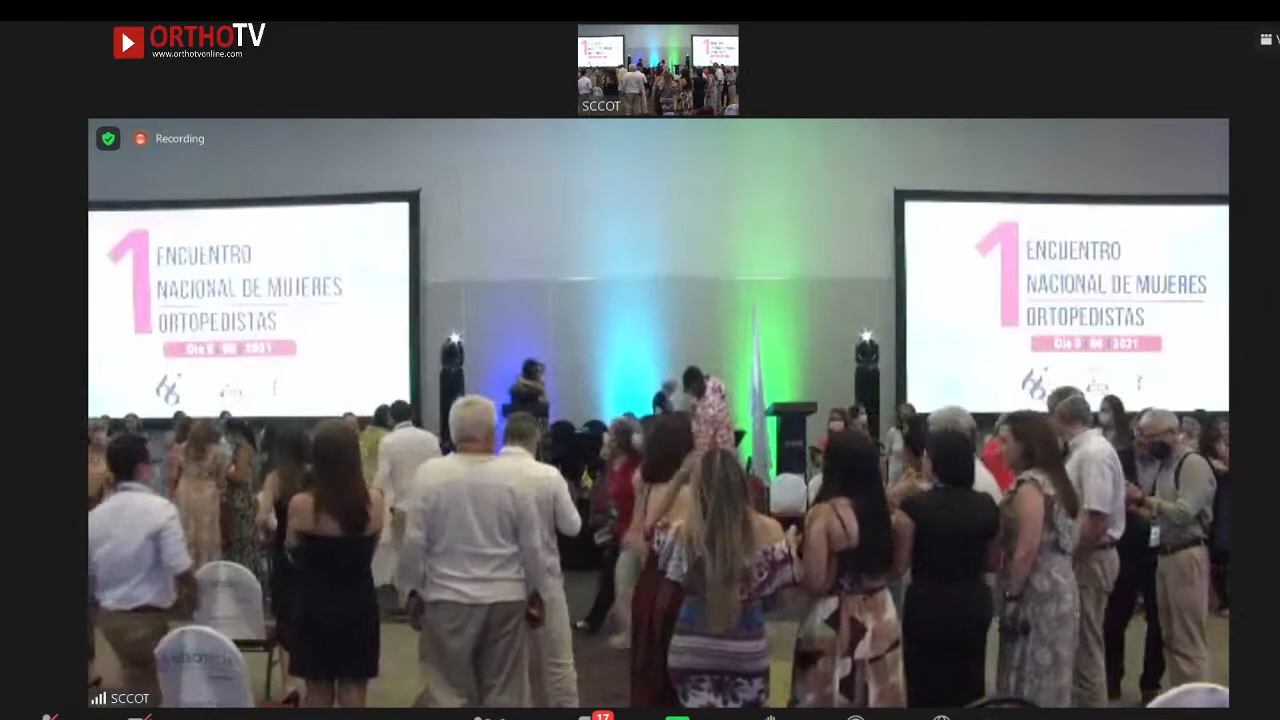 ORTHOTV
www.orthotvonline.com
SCCOT
Recording
1 ENCUENTRO
NACIONAL DE MUJERES
ORTOPEDISTAS
1 ENCUENTRO
NACIONAL DE MUJERES
ORTOPEDISTAS
2021
SCCOT
17